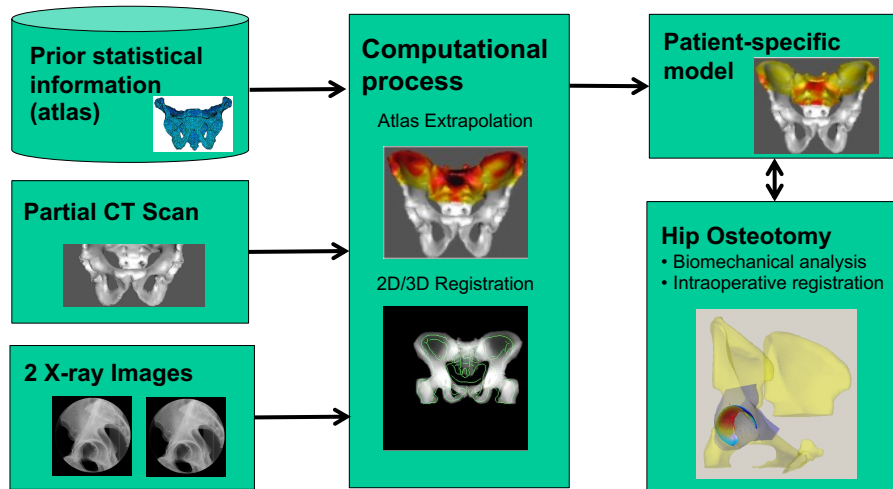 Prior statistical
information
(atlas)
Partial CT Scan
2 X-ray Images
Computational
process
Atlas Extrapolation
2D/3D Registration
Patient-specific
model
Hip Osteotomy
• Biomechanical analysis
• Intraoperative registration